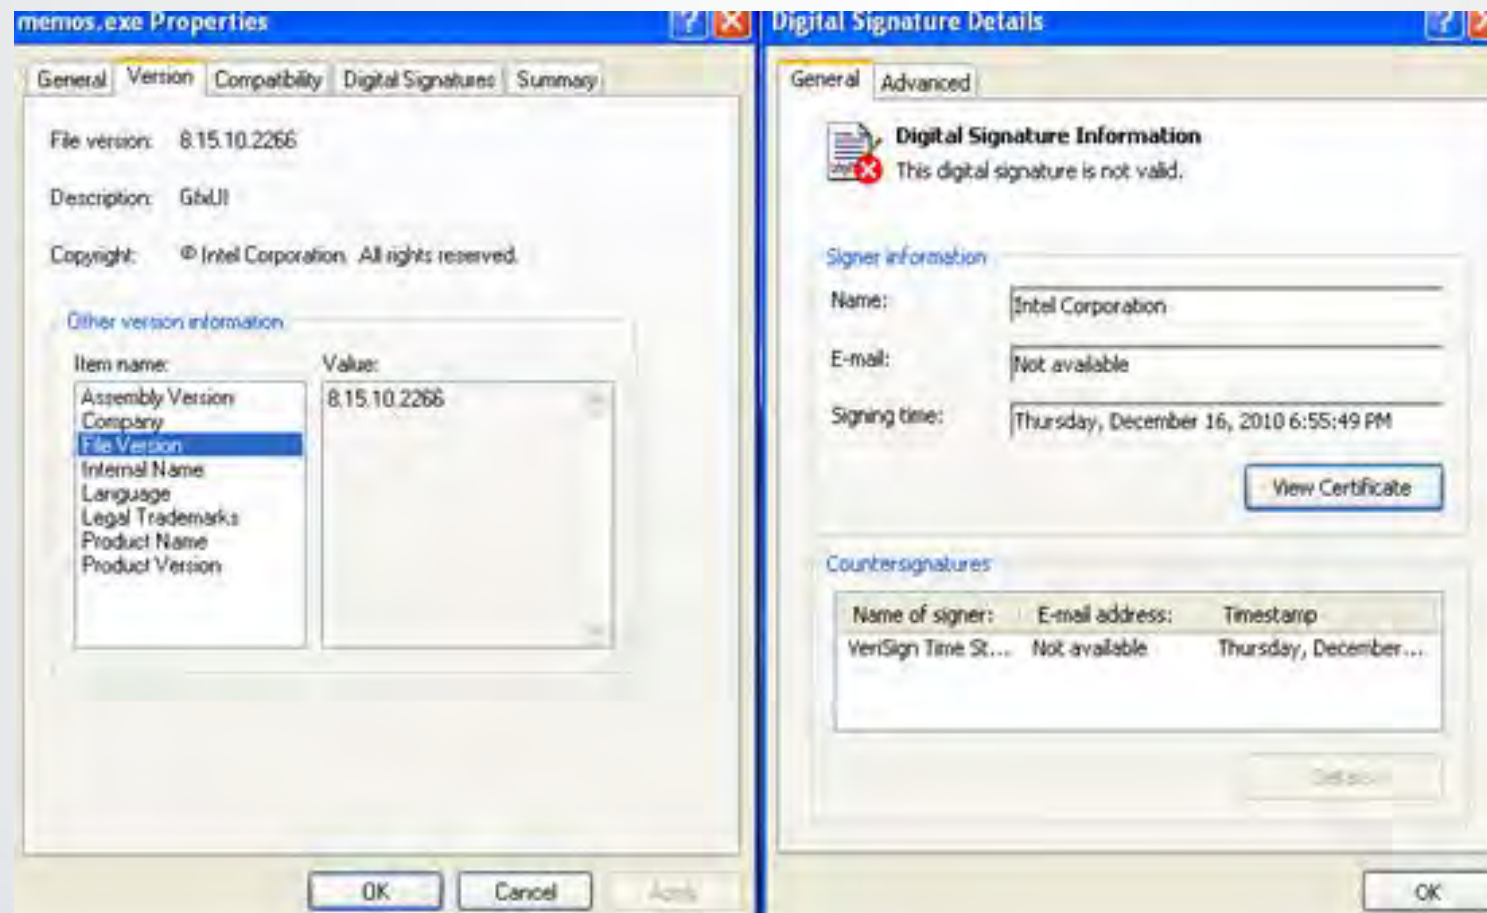 memos.exe Properties
General Version Compatibility Digital Signatures Summary
File version: 8.15.10.2266
Description: GfxUI
Copyright: © Intel Corporation. All rights reserved.
Other version information
Item name: Value:
Assembly Version 8.15.10.2266
Company
File Version
Internal Name
Language
Legal Trademarks
Product Name
Product Version
OK Cancel Apply
Digital Signature Details
General Advanced
Digital Signature Information
This digital signature is not valid.
Signer information
Name: Intel Corporation
E-mail: Not available
Signing time: Thursday, December 16, 2010 6:55:49 PM
View Certificate
Countersignatures
Name of signer: E-mail address: Timestamp
VeriSign Time St... Not available Thursday, December...
OK